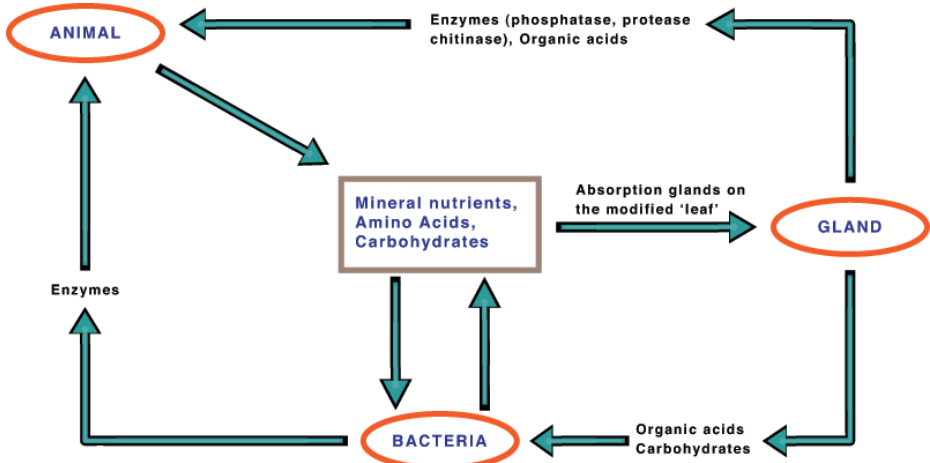 ANIMAL
Enzymes (phosphatase, protease
chitinase), Organic acids
Mineral nutrients,
Amino Acids,
Carbohydrates
Absorption glands on
the modified ‘leaf’
GLAND
Enzymes
BACTERIA
Organic acids
Carbohydrates